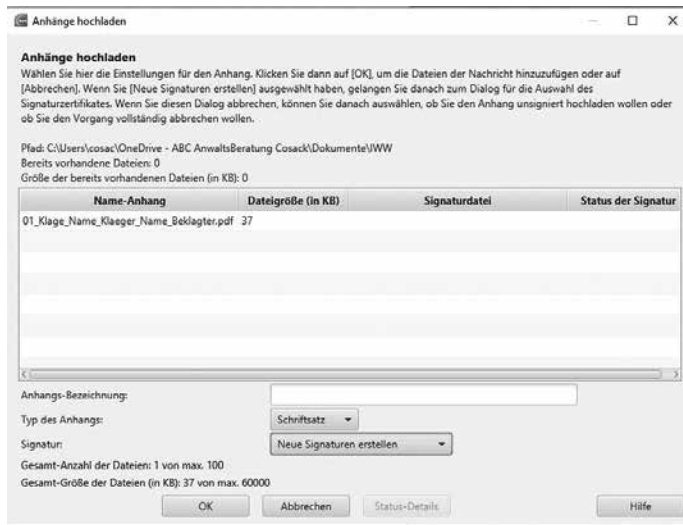 Anhänge hochladen
Anhänge hochladen
Wählen Sie hier die Einstellungen für den Anhang. Klicken Sie dann auf [OK], um die Dateien der Nachricht hinzuzufügen oder auf
[Abbrechen]. Wenn Sie [Neue Signaturen erstellen] ausgewählt haben, gelangen Sie danach zum Dialog für die Auswahl des
Signaturzertifikates. Wenn Sie diesen Dialog abbrechen, können Sie danach auswählen, ob Sie den Anhang unsigniert hochladen wollen oder
ob Sie den Vorgang vollständig abbrechen wollen.
Pfad: C:\Users\cosac\OneDrive - ABC AnwaltsBeratung Cosack\Dokumente\IWW
Bereits vorhandene Dateien: 0
Größe der bereits vorhandenen Dateien (in KB): 0
Name-Anhang Dateigröße (in KB) Signaturdatei Status der Signatur
01_Klage_Name_Klaeger_Name_Beklagter.pdf 37
Anhangs-Bezeichnung:
Typ des Anhangs: Schriftsatz
Signatur: Neue Signaturen erstellen
Gesamt-Anzahl der Dateien: 1 von max. 100
Gesamt-Größe der Dateien (in KB): 37 von max. 60000
OK Abbrechen Status-Details Hilfe